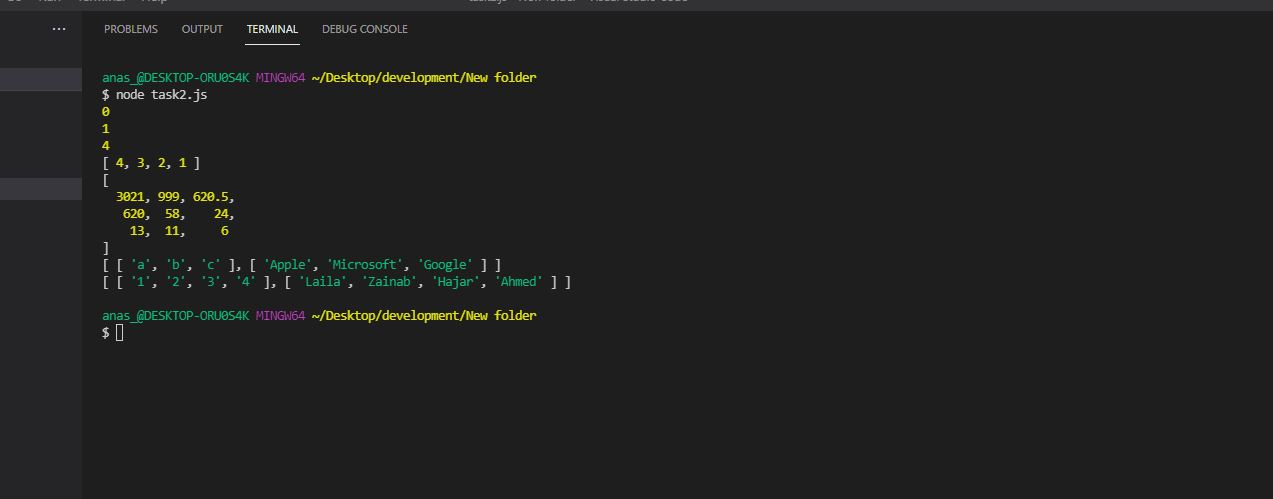 PROBLEMS OUTPUT TERMINAL DEBUG CONSOLE
anas_@DESKTOP-ORU0S4K MINGW64 ~/Desktop/development/New folder
$ node task2.js
0
1
4
[ 4, 3, 2, 1 ]
[
  3021, 999, 620.5,
   620,  58,    24,
    13,  11,     6
]
[ [ 'a', 'b', 'c' ], [ 'Apple', 'Microsoft', 'Google' ] ]
[ [ '1', '2', '3', '4' ], [ 'Laila', 'Zainab', 'Hajar', 'Ahmed' ] ]
anas_@DESKTOP-ORU0S4K MINGW64 ~/Desktop/development/New folder
$